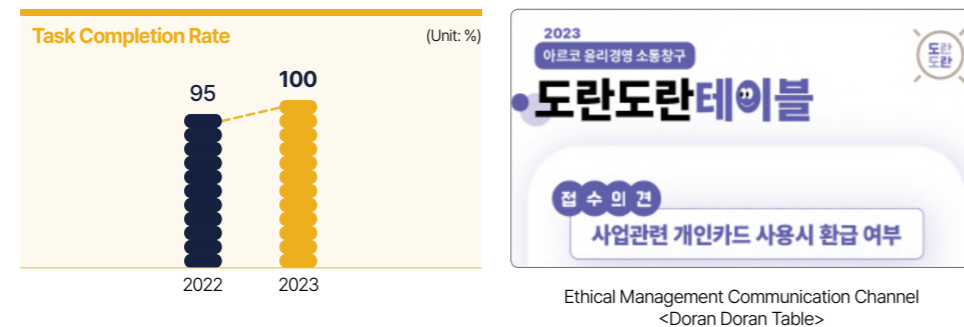 Task Completion Rate
(Unit: %)
95
100
2022
2023
2023
아르코 윤리경영 소통창구
도란도란테이블
도란
도란
접수의견
사업관련 개인카드 사용시 환급 여부
Ethical Management Communication Channel
<Doran Doran Table>